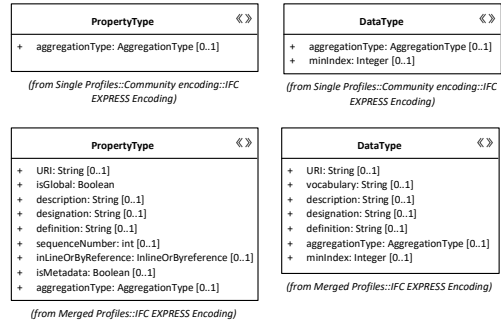 PropertyType «»
+ aggregationType: AggregationType [0..1]
(from Single Profiles::Community encoding::IFC
EXPRESS Encoding)
DataType «»
+ aggregationType: AggregationType [0..1]
+ minIndex: Integer [0..1]
(from Single Profiles::Community encoding::IFC
EXPRESS Encoding)
PropertyType «»
+ URI: String [0..1]
+ isGlobal: Boolean
+ description: String [0..1]
+ designation: String [0..1]
+ definition: String [0..1]
+ sequenceNumber: int [0..1]
+ inLineOrByReference: InlineOrByreference [0..1]
+ isMetadata: Boolean [0..1]
+ aggregationType: AggregationType [0..1]
(from Merged Profiles::IFC EXPRESS Encoding)
DataType «»
+ URI: String [0..1]
+ vocabulary: String [0..1]
+ description: String [0..1]
+ designation: String [0..1]
+ definition: String [0..1]
+ aggregationType: AggregationType [0..1]
+ minIndex: Integer [0..1]
(from Merged Profiles::IFC EXPRESS Encoding)